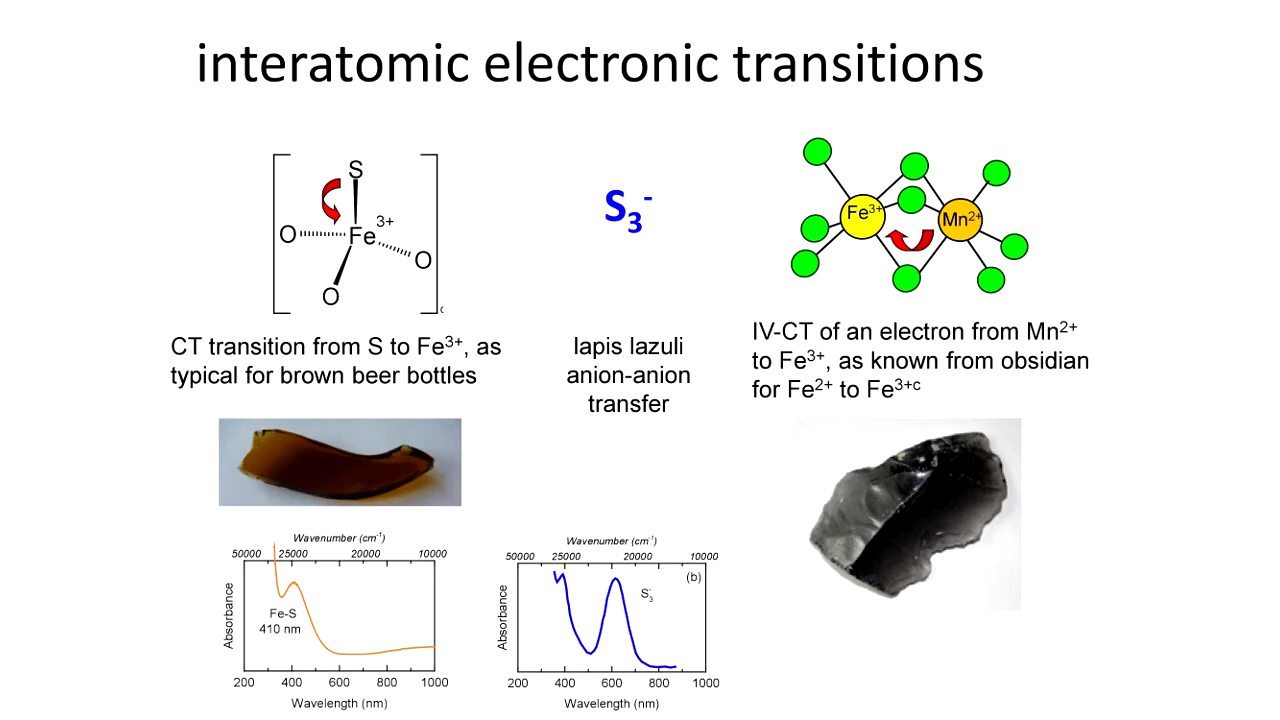 interatomic electronic transitions
S
Fe 3+
O
O
O
c
CT transition from S to Fe3+, as
typical for brown beer bottles
S3-
lapis lazuli
anion-anion
transfer
Fe3+
Mn2+
IV-CT of an electron from Mn2+
to Fe3+, as known from obsidian
for Fe2+ to Fe3+c
Wavenumber (cm-1)
50000 25000 20000 10000
Absorbance
Fe-S
410 nm
200 400 600 800 1000
Wavelength (nm)
Wavenumber (cm-1)
50000 25000 20000 10000
Absorbance
(b)
S3-
200 400 600 800 1000
Wavelength (nm)